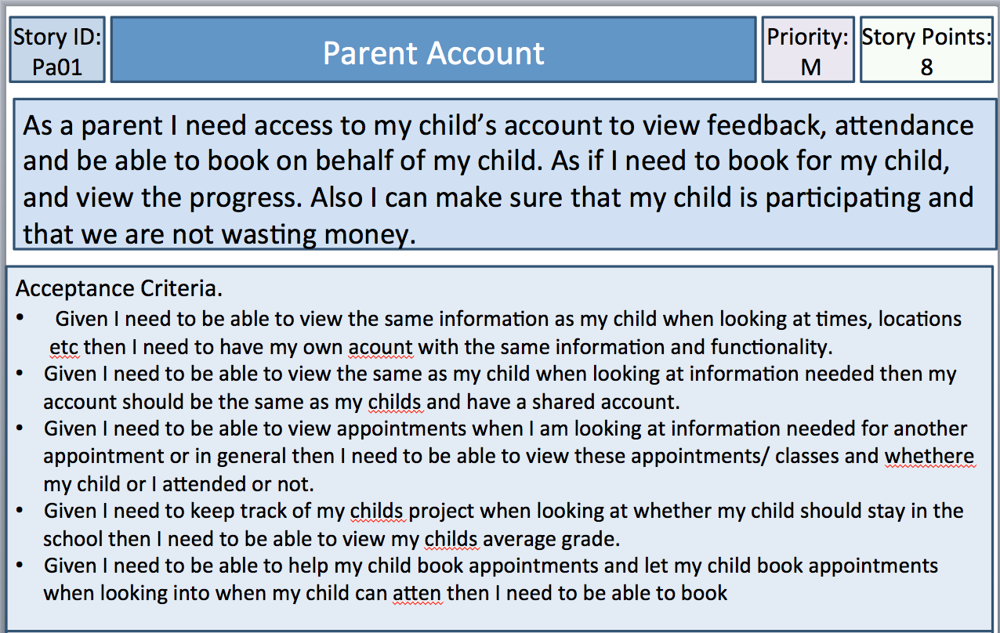 Story ID:
Pa01
Parent Account
Priority:
M
Story Points:
8
As a parent I need access to my child’s account to view feedback, attendance
and be able to book on behalf of my child. As if I need to book for my child,
and view the progress. Also I can make sure that my child is participating and
that we are not wasting money.
Acceptance Criteria.
• Given I need to be able to view the same information as my child when looking at times, locations
etc then I need to have my own acount with the same information and functionality.
• Given I need to be able to view the same as my child when looking at information needed then my
account should be the same as my childs and have a shared account.
• Given I need to be able to view appointments when I am looking at information needed for another
appointment or in general then I need to be able to view these appointments/ classes and whethere
my child or I attended or not.
• Given I need to keep track of my childs project when looking at whether my child should stay in the
school then I need to be able to view my childs average grade.
• Given I need to be able to help my child book appointments and let my child book appointments
when looking into when my child can atten then I need to be able to book